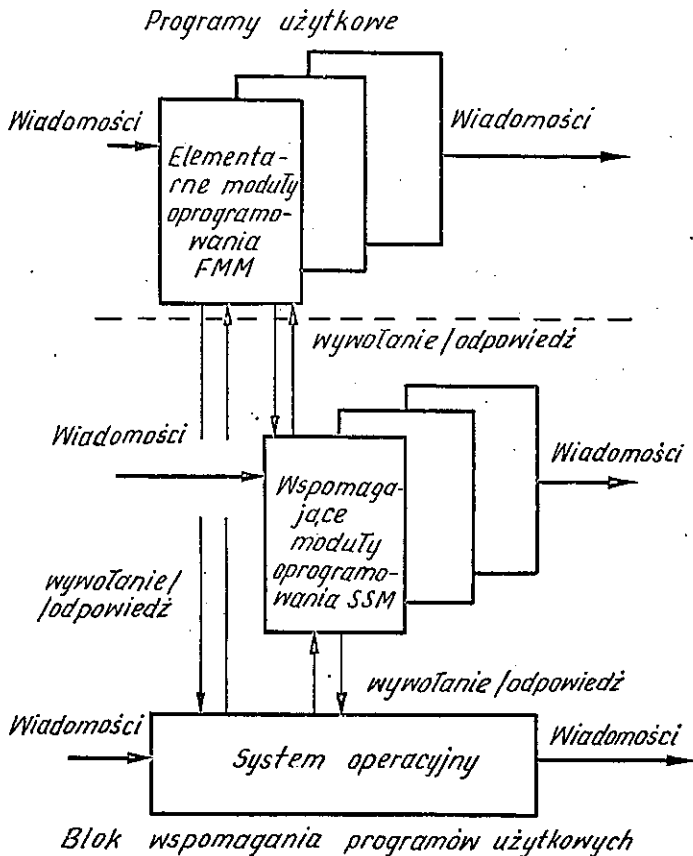 Programy użytkowe
Wiadomości
Wiadomości
Elementa-
rne moduły
oprogramo-
wania
FMM
wywołanie/odpowiedź
Wiadomości
Wiadomości
Wspomaga-
jące
moduły
oprogramo-
wania SSM
wywołanie/
/odpowiedź
wywołanie/odpowiedź
Wiadomości
Wiadomości
System operacyjny
Blok wspomagania programów użytkowych